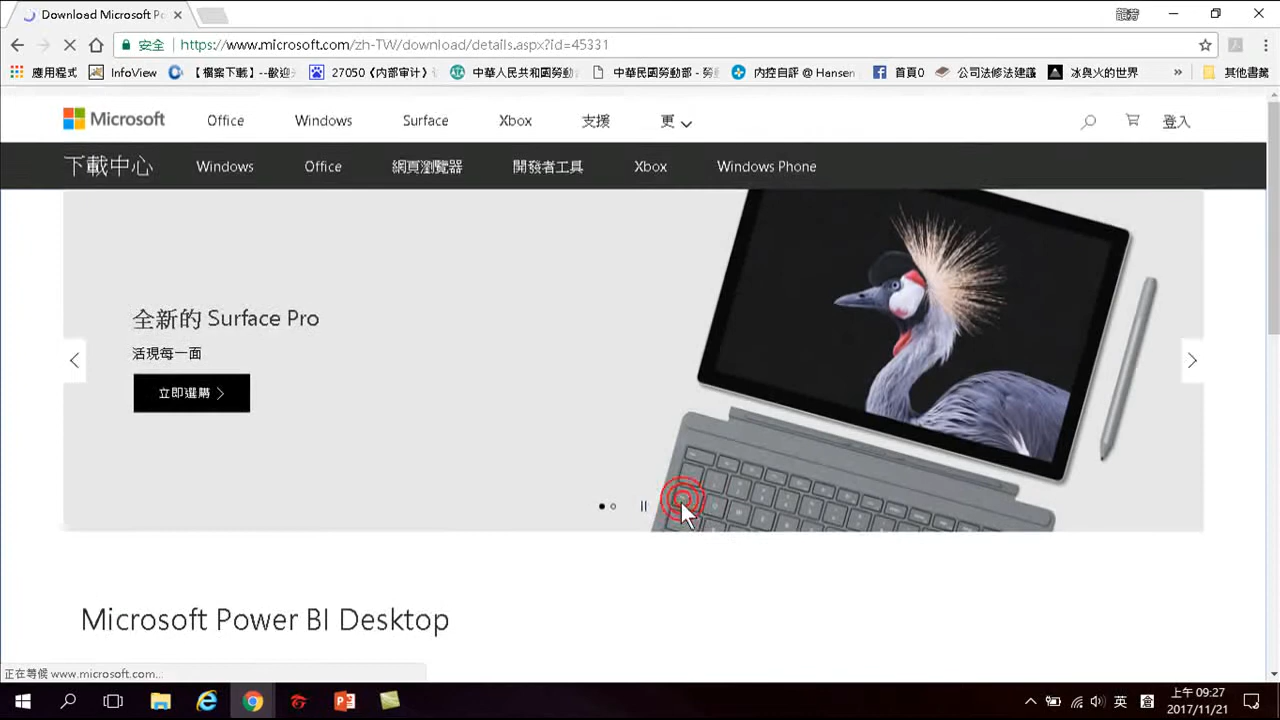 Download Microsoft Po
安全 https://www.microsoft.com/zh-TW/download/details.aspx?id=45331
應用程式 InfoView 【檔案下載】--歡迎 27000《内部审计》 中華人民共和國勞動 中華民國勞動部 - 勞 內控自評 @ Hansen 首頁0 公司法修法建議 冰與火的世界 » 其他書籤
Microsoft Office Windows Surface Xbox 支援 更 登入
下載中心 Windows Office 網頁瀏覽器 開發者工具 Xbox Windows Phone
全新的 Surface Pro
活現每一面
立即選購
Microsoft Power BI Desktop
正在等候 www.microsoft.com...
英 上午 09:27
2017/11/21